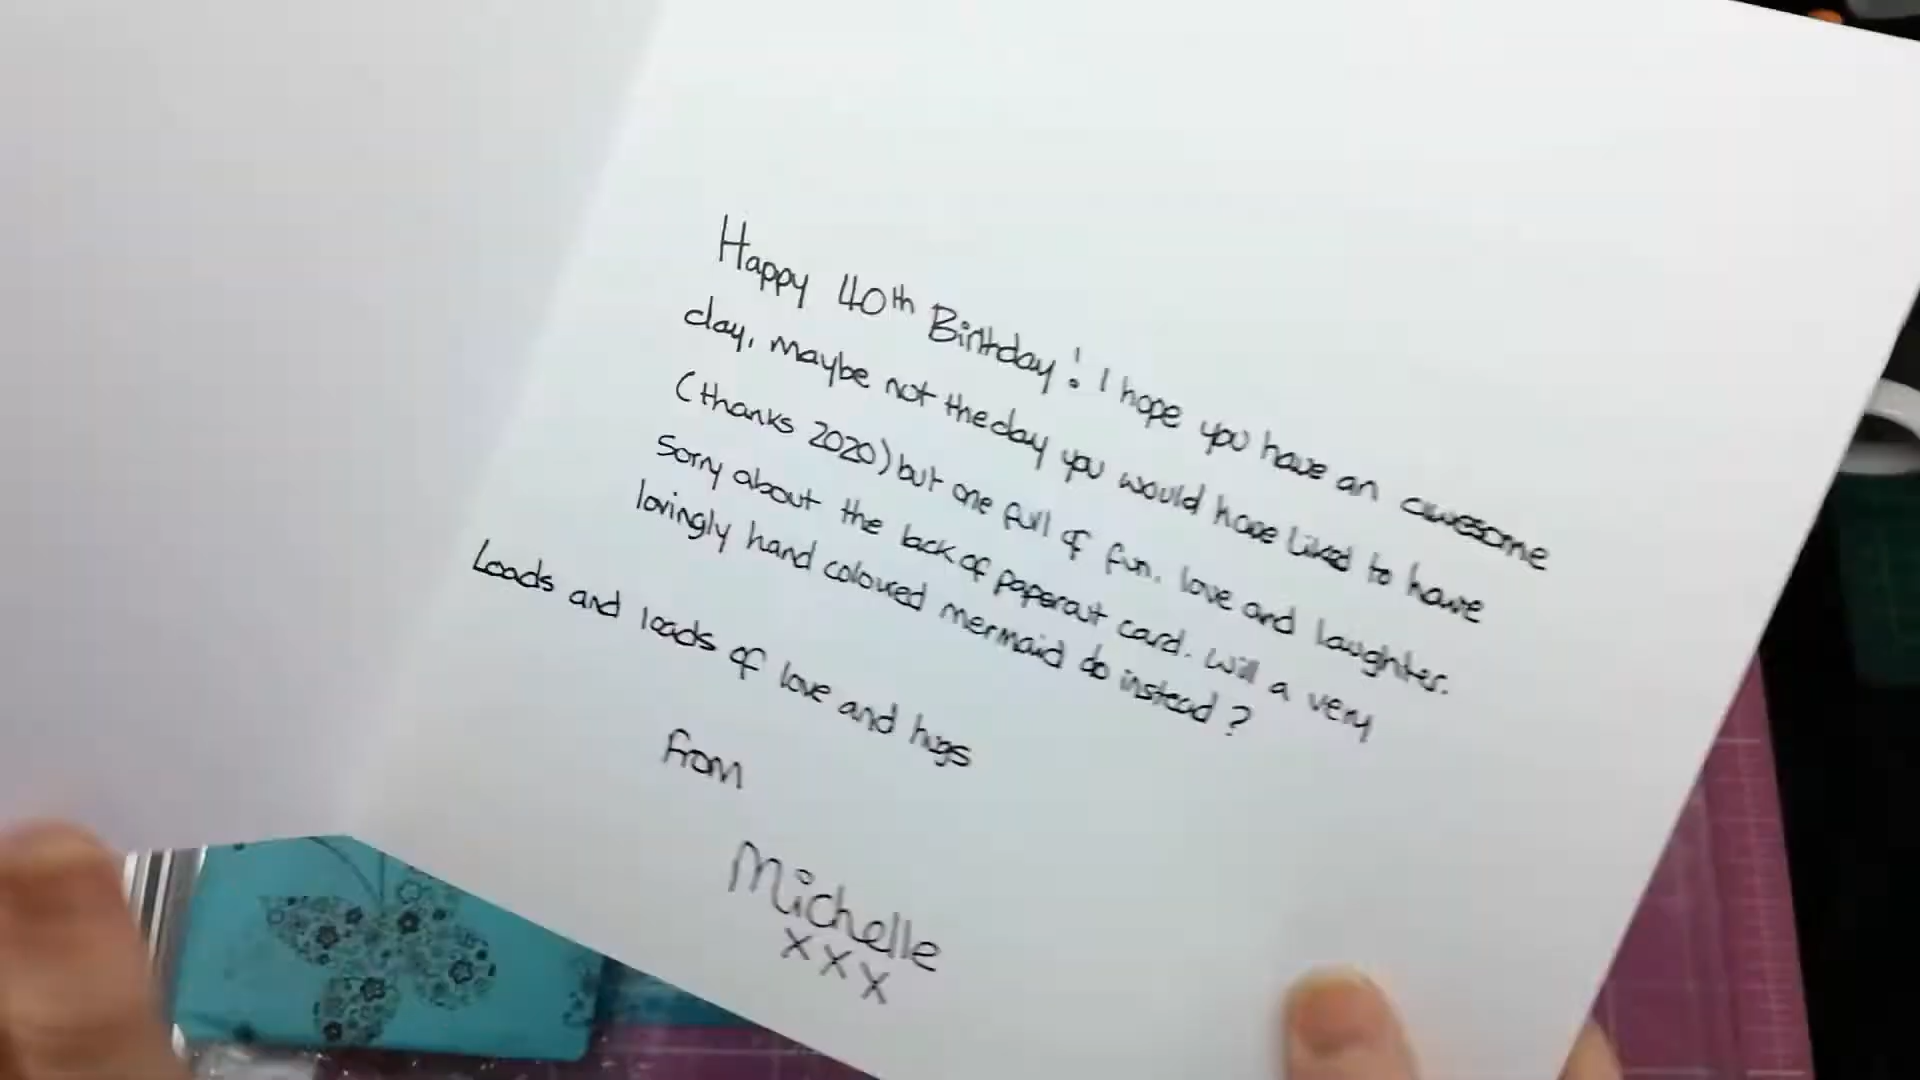 Happy 40th Birthday! I hope you have an awesome
day, maybe not the day you would have liked to have
(thanks 2020) but one full of fun, love and laughter.
Sorry about the lack of papercut card. Will a very
lovingly hand coloured mermaid do instead?
Loads and loads of love and hugs
from
Michelle
xxx